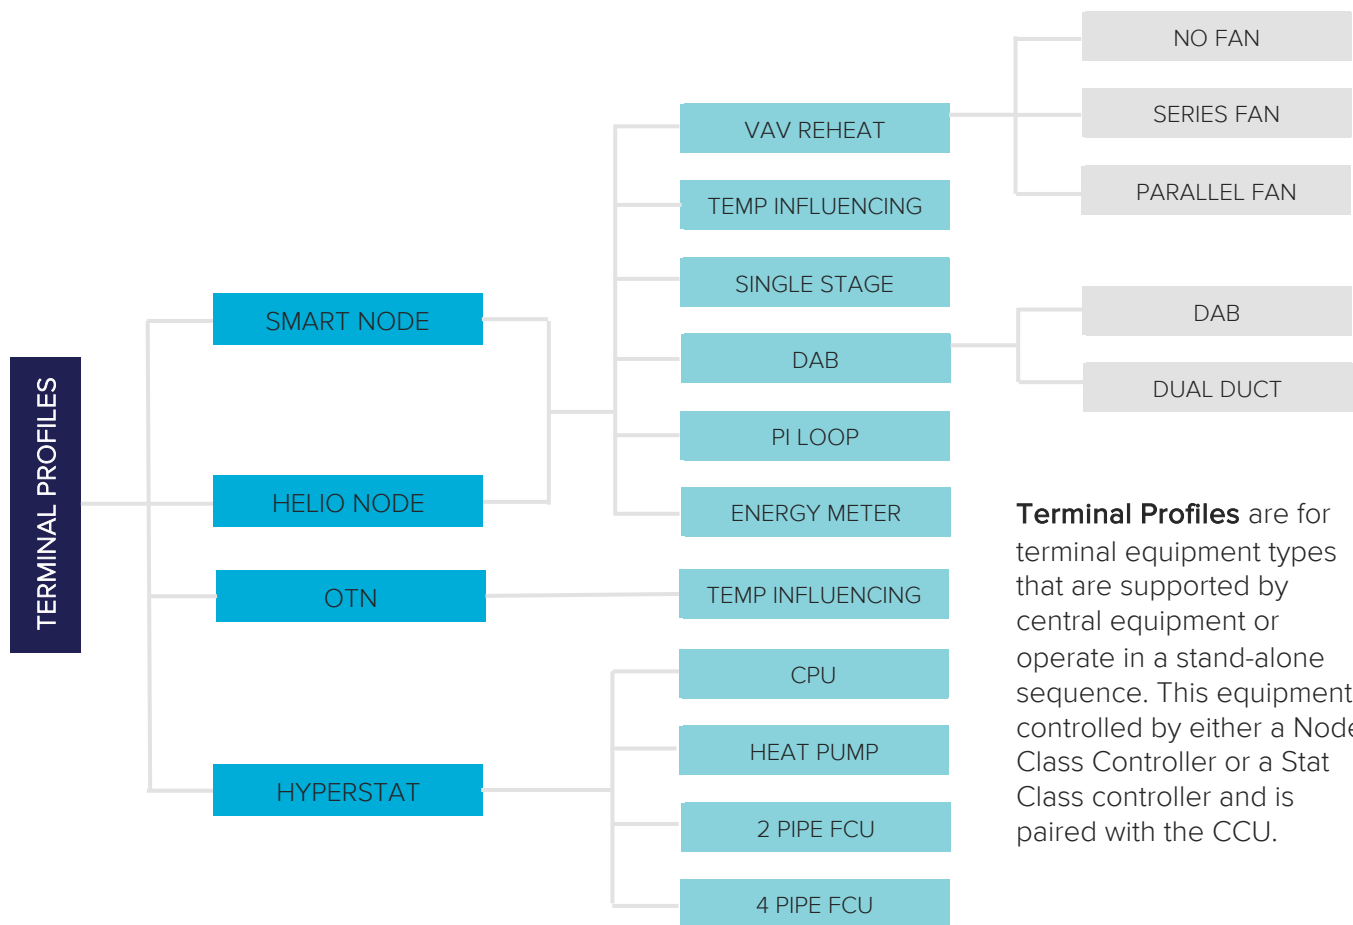 TERMINAL PROFILES
SMART NODE
HELIO NODE
OTN
HYPERSTAT
VAV REHEAT
TEMP INFLUENCING
SINGLE STAGE
DAB
PI LOOP
ENERGY METER
TEMP INFLUENCING
CPU
HEAT PUMP
2 PIPE FCU
4 PIPE FCU
NO FAN
SERIES FAN
PARALLEL FAN
DAB
DUAL DUCT
Terminal Profiles are for
terminal equipment types
that are supported by
central equipment or
operate in a stand-alone
sequence. This equipment
controlled by either a Node
Class Controller or a Stat
Class controller and is
paired with the CCU.